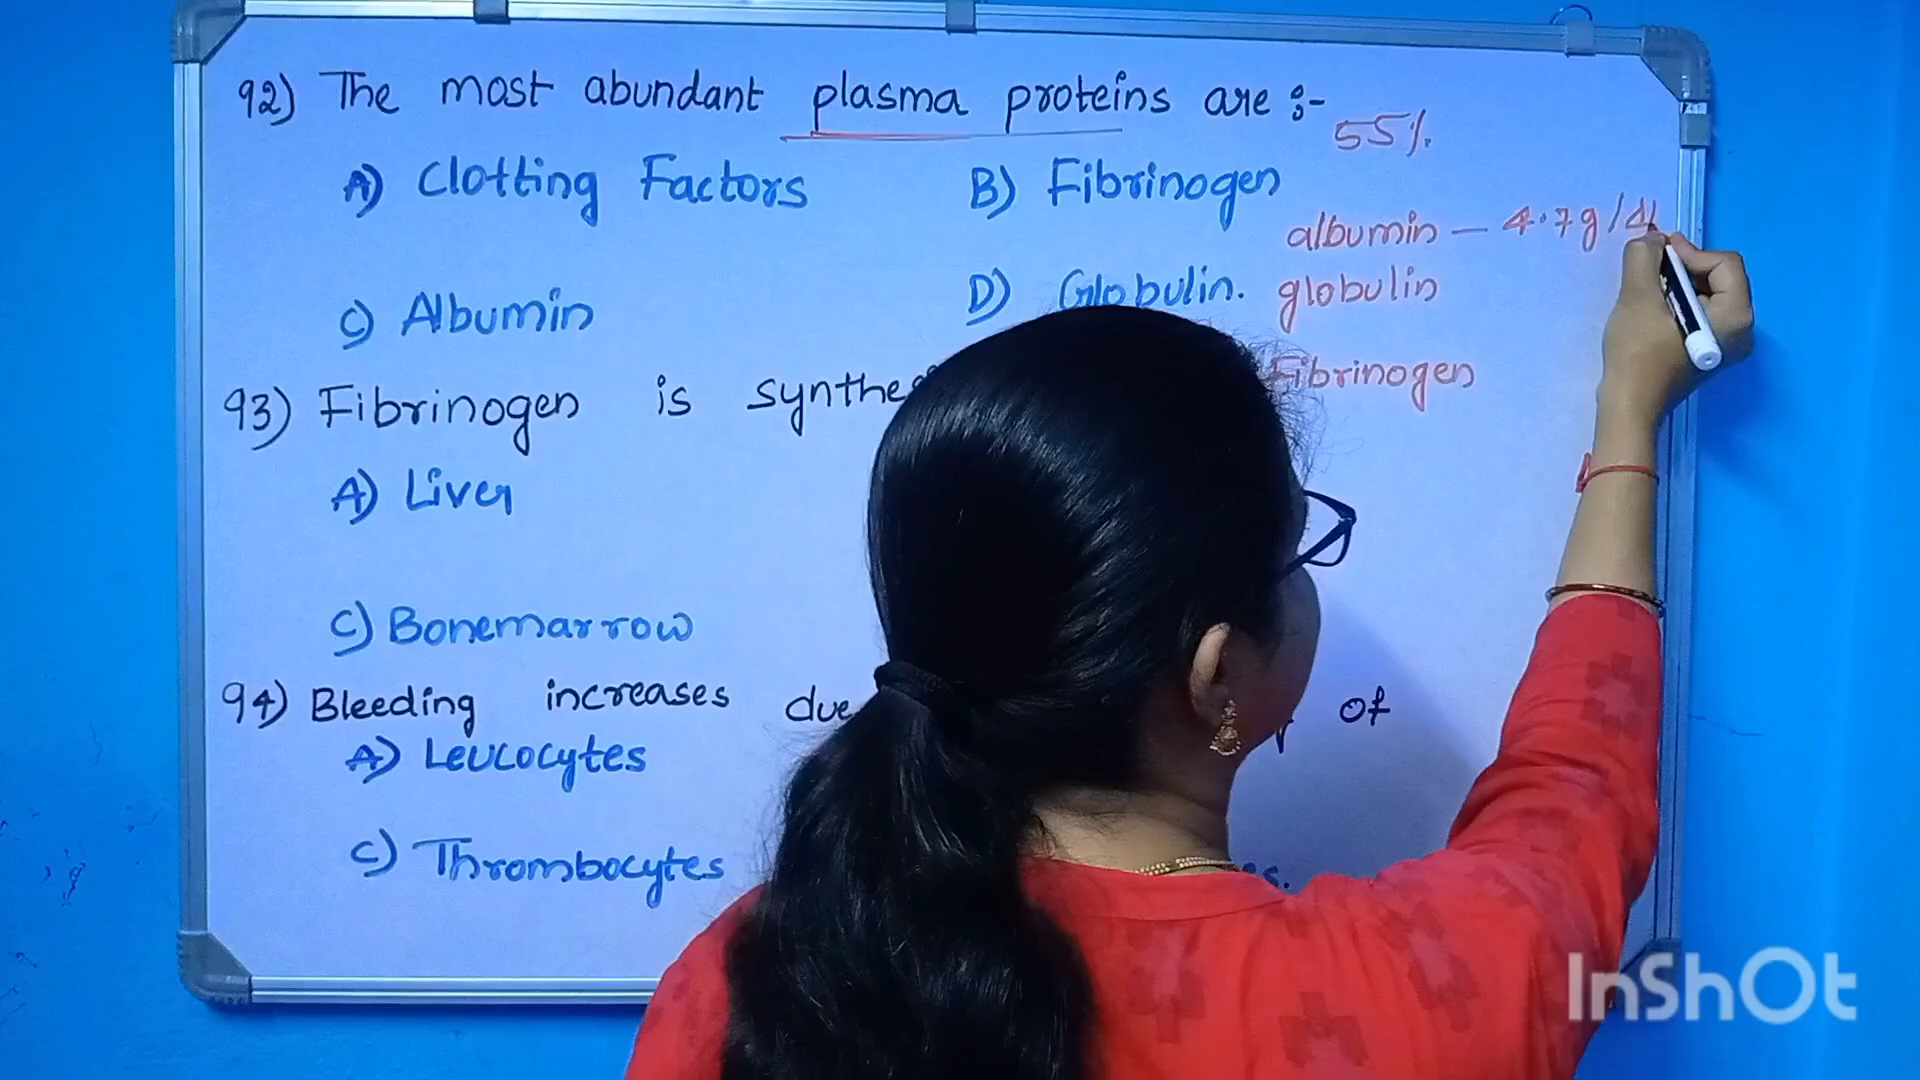 92) The most abundant plasma proteins are :-
55%
A) Clotting Factors B) Fibrinogen
albumin — 4.7g/dl
C) Albumin D) Globulin. globulin
93) Fibrinogen is Fibrinogen
A) Liver
C) Bonemarrow
94) Bleeding increases due of
A) Leucocytes
C) Thrombocytes
InShOt